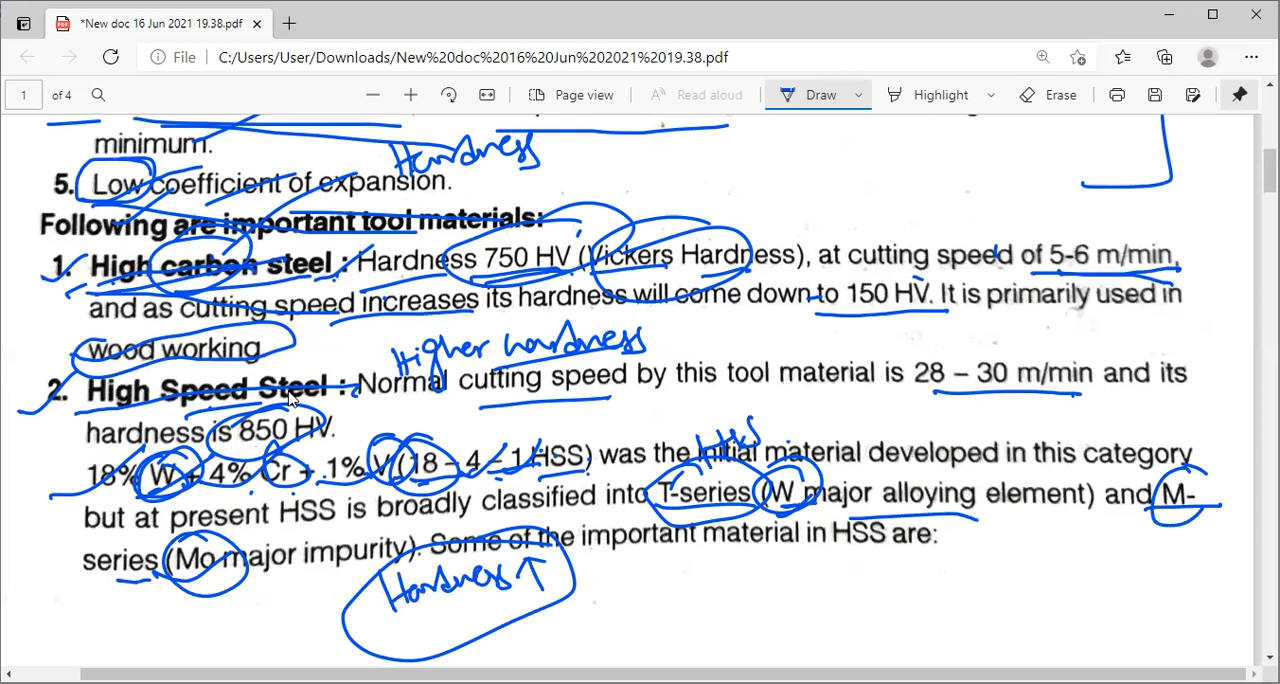 *New doc 16 Jun 2021 19.38.pdf
File C:/Users/User/Downloads/New%20doc%2016%20Jun%202021%2019.38.pdf
1 of 4 Page view Read aloud Draw Highlight Erase
minimum.
Hardness
5. Low coefficient of expansion.
Following are important tool materials:
1. High carbon steel : Hardness 750 HV (Vickers Hardness), at cutting speed of 5-6 m/min,
and as cutting speed increases its hardness will come down to 150 HV. It is primarily used in
wood working
Higher hardness
2. High Speed Steel : Normal cutting speed by this tool material is 28 – 30 m/min and its
hardness is 850 HV.
18% W + 4% Cr + .1% V (18 – 4 – 1 HSS) was the Initial material developed in this category
but at present HSS is broadly classified into T-series (W major alloying element) and M-
series (Mo major impurity). Some of the important material in HSS are:
Hardness ↑